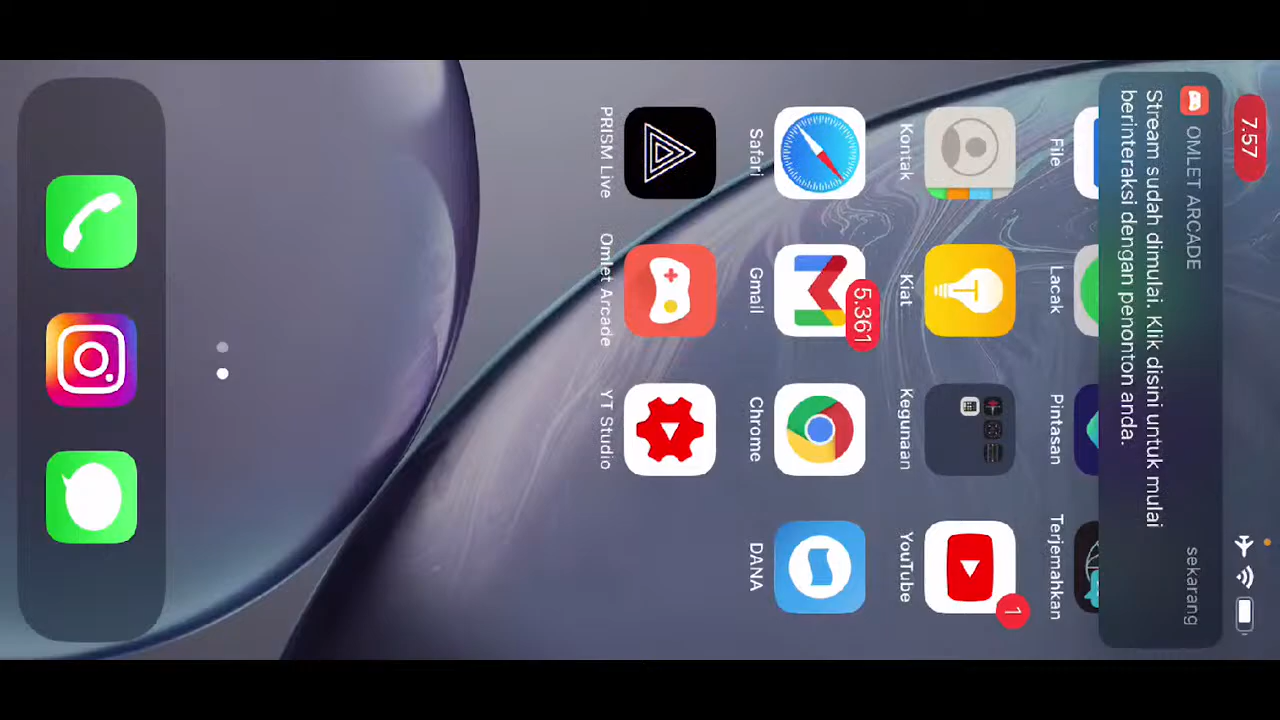 7.57
OMLET ARCADE
sekarang
Stream sudah dimulai. Klik disini untuk mulai
berinteraksi dengan penonton anda.
File
Lacak
Pintasan
Terjemahkan
Kontak
Kiat
Kegunaan
YouTube
1
Safari
Gmail
5.361
Chrome
DANA
PRISM Live
Omlet Arcade
YT Studio